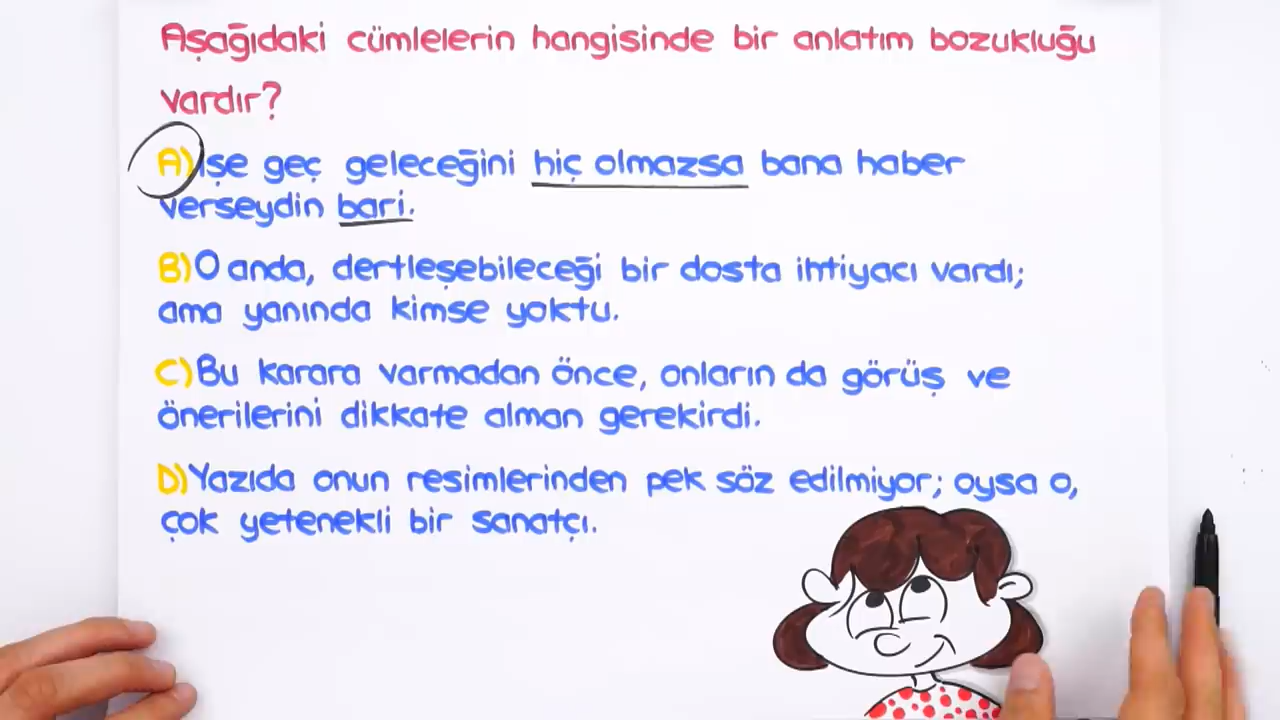 Aşağıdaki cümlelerin hangisinde bir anlatım bozukluğu
vardır?
A) İşe geç geleceğini hiç olmazsa bana haber
verseydin bari.
B) O anda, dertleşebileceği bir dosta ihtiyacı vardı;
ama yanında kimse yoktu.
C) Bu karara varmadan önce, onların da görüş ve
önerilerini dikkate alman gerekirdi.
D) Yazıda onun resimlerinden pek söz edilmiyor; oysa o,
çok yetenekli bir sanatçı.